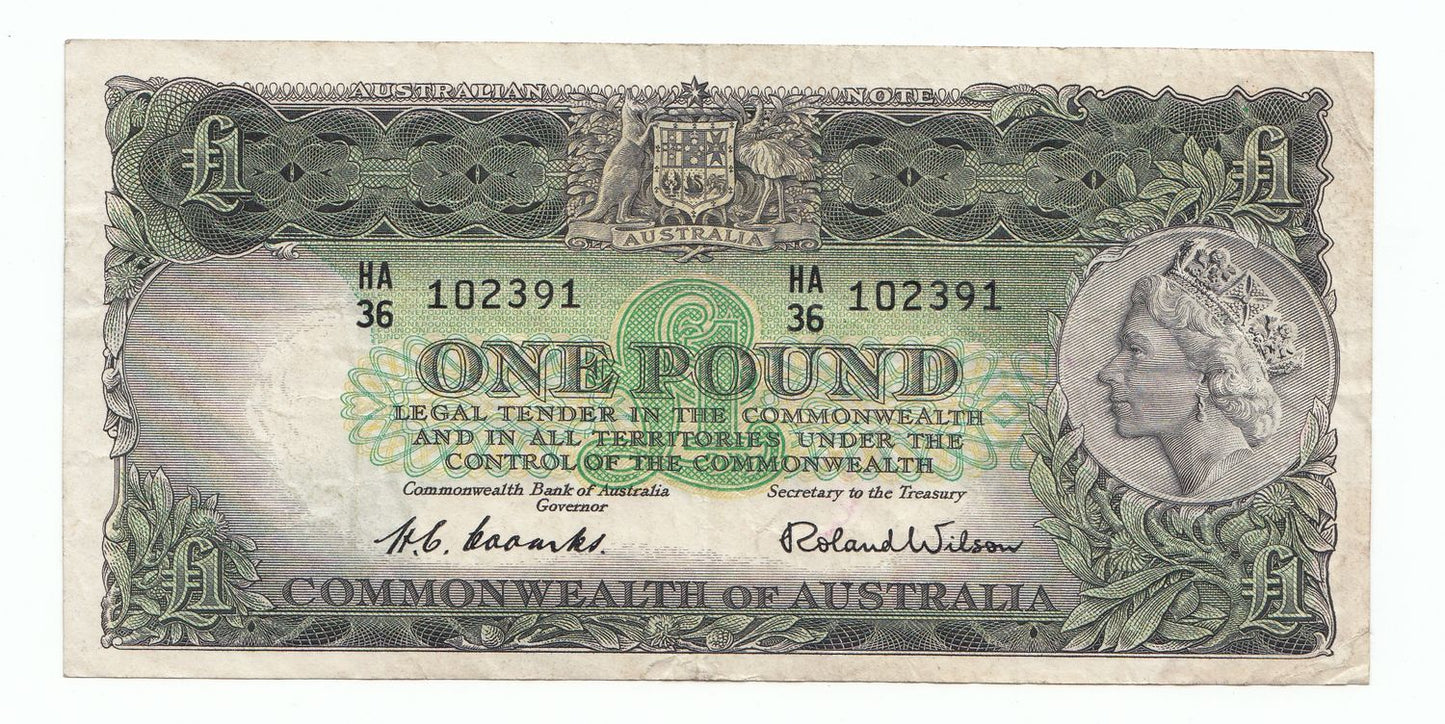 AUSTRALIAN NOTE
£1 £1
AUSTRALIA
HA 36 102391 HA 36 102391
£1
ONE POUND
LEGAL TENDER IN THE COMMONWEALTH
AND IN ALL TERRITORIES UNDER THE
CONTROL OF THE COMMONWEALTH
Commonwealth Bank of Australia Secretary to the Treasury
Governor
H.C. Coombs. Roland Wilson
£1 £1
COMMONWEALTH OF AUSTRALIA